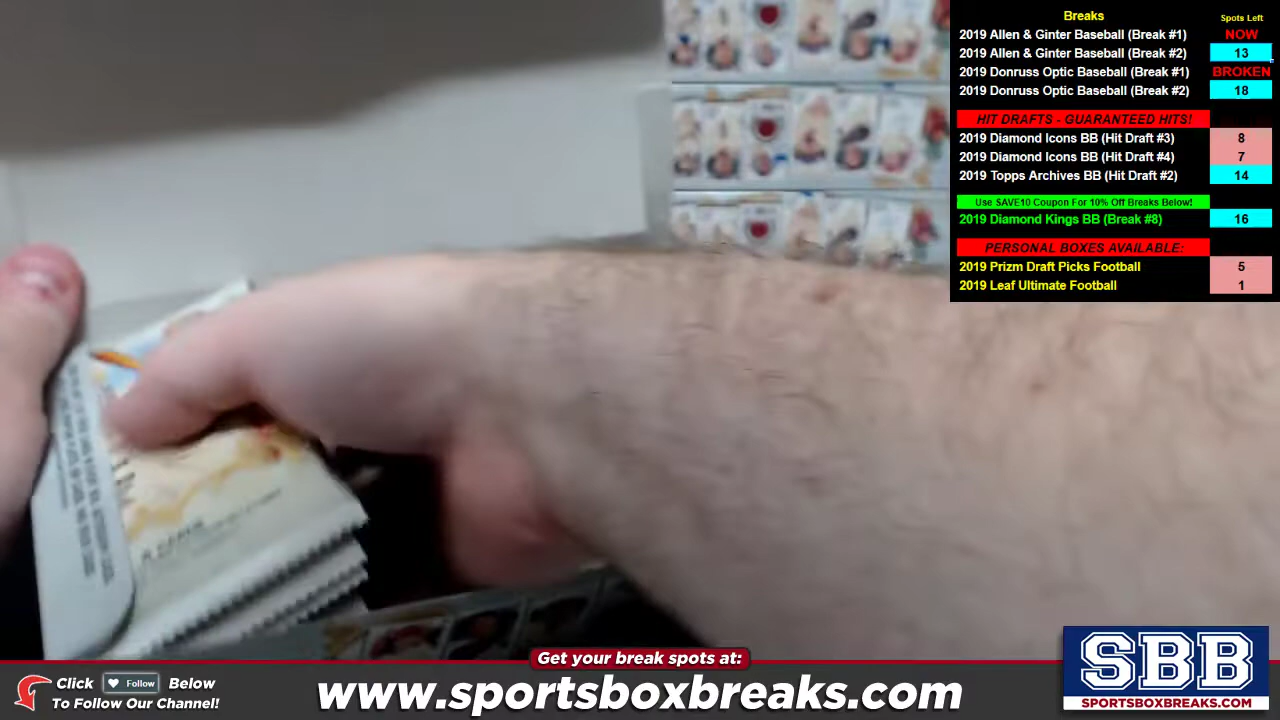 Breaks Spots Left
2019 Allen & Ginter Baseball (Break #1) NOW
2019 Allen & Ginter Baseball (Break #2) 13
2019 Donruss Optic Baseball (Break #1) BROKEN
2019 Donruss Optic Baseball (Break #2) 18
HIT DRAFTS - GUARANTEED HITS!
2019 Diamond Icons BB (Hit Draft #3) 8
2019 Diamond Icons BB (Hit Draft #4) 7
2019 Topps Archives BB (Hit Draft #2) 14
Use SAVE10 Coupon For 10% Off Breaks Below!
2019 Diamond Kings BB (Break #8) 16
PERSONAL BOXES AVAILABLE:
2019 Prizm Draft Picks Football 5
2019 Leaf Ultimate Football 1
Get your break spots at:
Click Follow Below
To Follow Our Channel!
www.sportsboxbreaks.com
SBB
SPORTSBOXBREAKS.COM